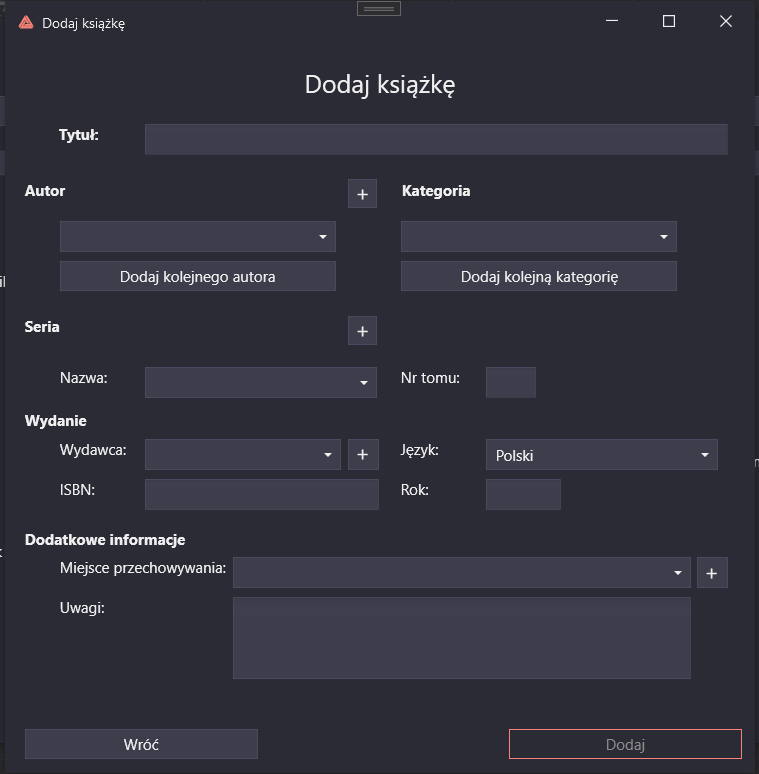 Dodaj książkę
Dodaj książkę
Tytuł:
Autor + Kategoria
Dodaj kolejnego autora Dodaj kolejną kategorię
Seria +
Nazwa: Nr tomu:
Wydanie
Wydawca: + Język: Polski
ISBN: Rok:
Dodatkowe informacje
Miejsce przechowywania: +
Uwagi:
Wróć Dodaj